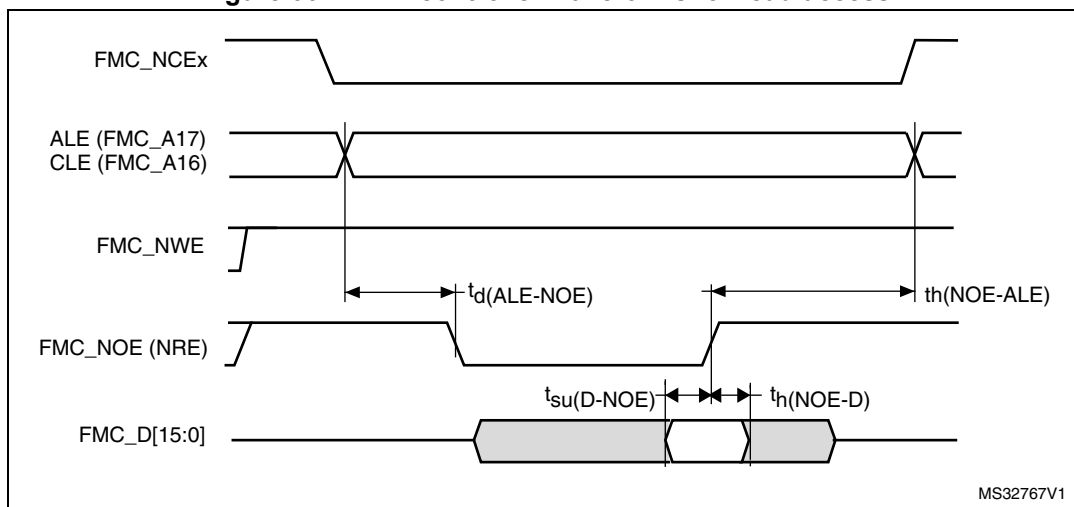 FMC_NCEx
ALE (FMC_A17)
CLE (FMC_A16)
FMC_NWE
td(ALE-NOE)
th(NOE-ALE)
FMC_NOE (NRE)
tsu(D-NOE)
th(NOE-D)
FMC_D[15:0]
MS32767V1